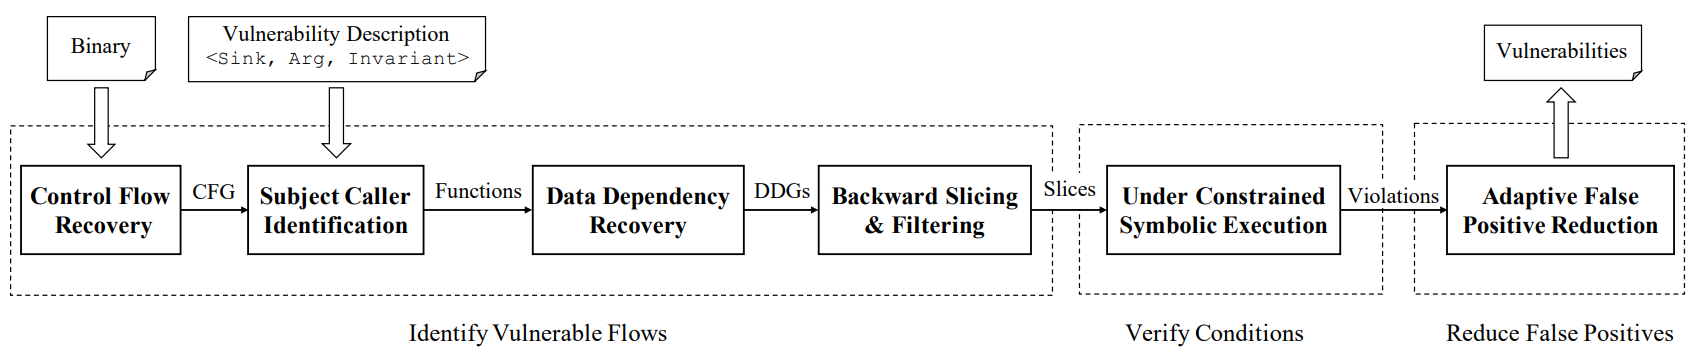 Binary
Vulnerability Description
<Sink, Arg, Invariant>
Vulnerabilities
Control Flow
Recovery
CFG
Subject Caller
Identification
Functions
Data Dependency
Recovery
DDGs
Backward Slicing
& Filtering
Slices
Under Constrained
Symbolic Execution
Violations
Adaptive False
Positive Reduction
Identify Vulnerable Flows
Verify Conditions
Reduce False Positives